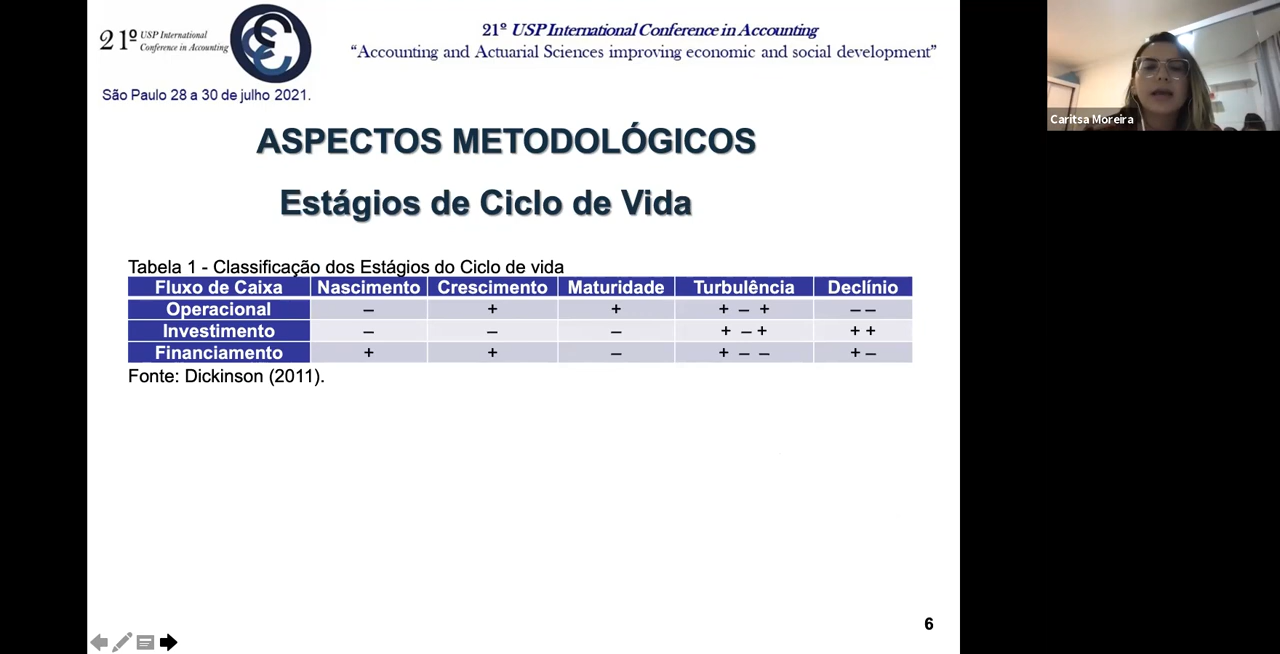 21º USP International
Conference in Accounting
São Paulo 28 a 30 de julho 2021.
21º USP International Conference in Accounting
“Accounting and Actuarial Sciences improving economic and social development”
Caritsa Moreira
ASPECTOS METODOLÓGICOS
Estágios de Ciclo de Vida
Tabela 1 - Classificação dos Estágios do Ciclo de vida
Fluxo de Caixa Nascimento Crescimento Maturidade Turbulência Declínio
Operacional – + + + – + – –
Investimento – – – + – + + +
Financiamento + + – + – – + –
Fonte: Dickinson (2011).
6